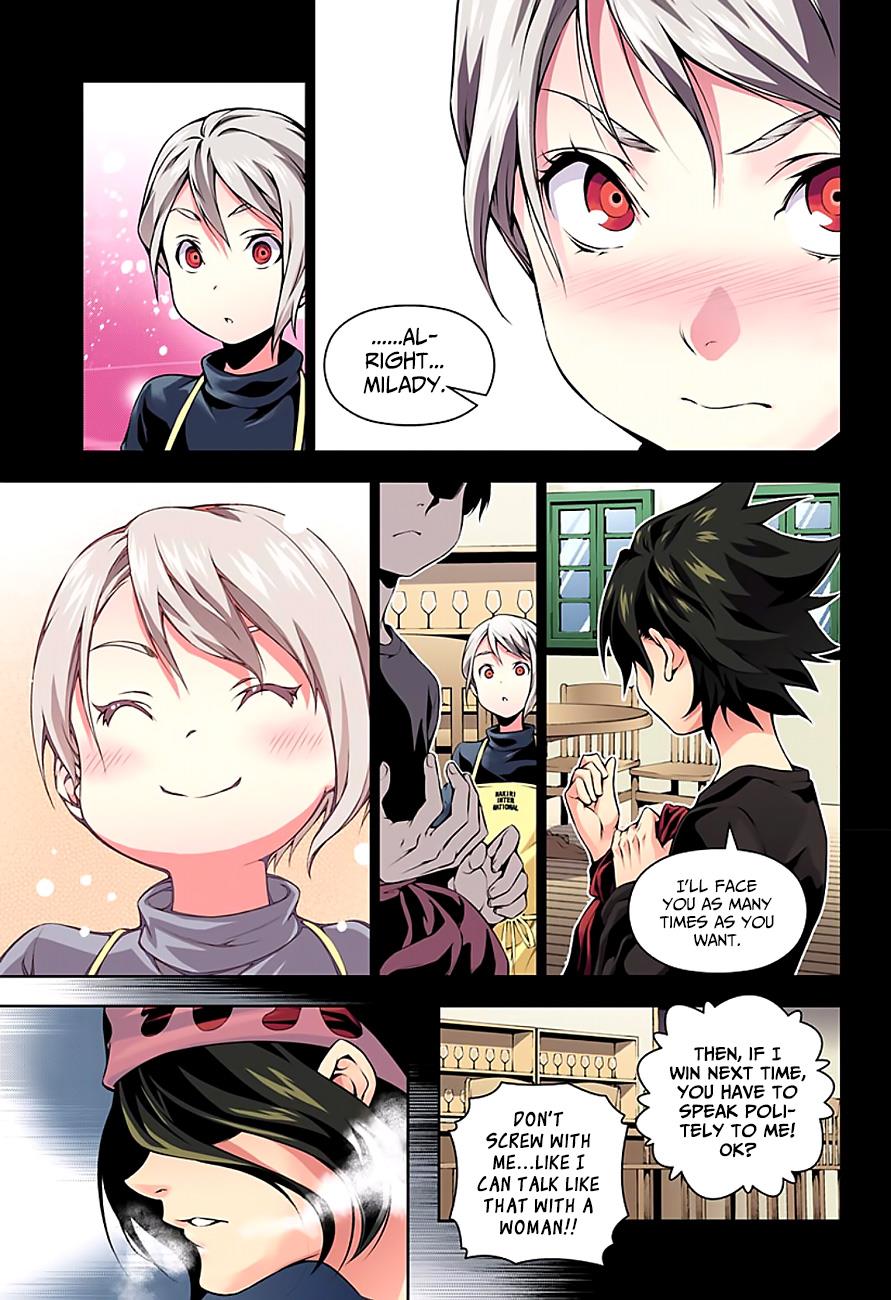 ......AL-
RIGHT...
MILADY.
I'LL FACE
YOU AS MANY
TIMES AS YOU
WANT.
NAKIRI
INTER
NATIONAL
THEN, IF I
WIN NEXT TIME,
YOU HAVE TO
SPEAK POLI-
TELY TO ME!
OK?
DON'T
SCREW WITH
ME...LIKE I
CAN TALK LIKE
THAT WITH A
WOMAN!!